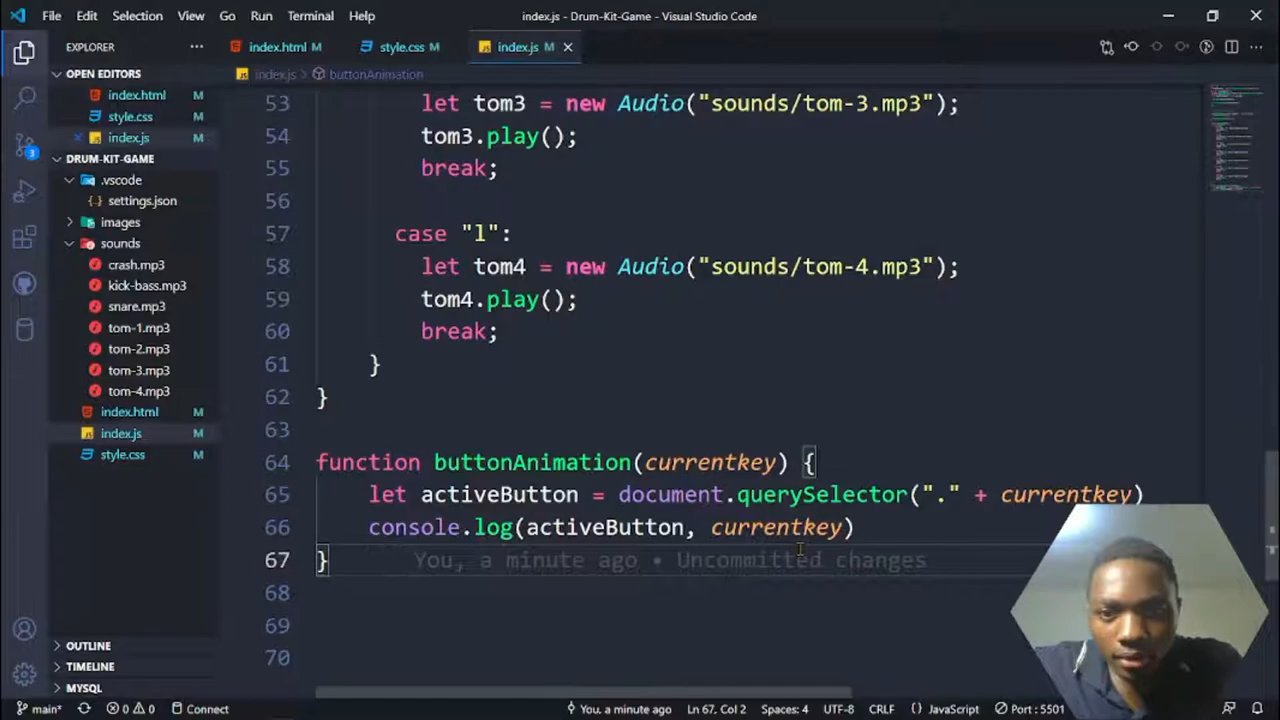 File Edit Selection View Go Run Terminal Help index.js - Drum-Kit-Game - Visual Studio Code
EXPLORER
OPEN EDITORS
index.html M
style.css M
index.js M
DRUM-KIT-GAME
.vscode
settings.json
images
sounds
crash.mp3
kick-bass.mp3
snare.mp3
tom-1.mp3
tom-2.mp3
tom-3.mp3
tom-4.mp3
index.html M
index.js M
style.css M
OUTLINE
TIMELINE
MYSQL
3
index.html M style.css M index.js M
index.js > buttonAnimation
53 let tom3 = new Audio("sounds/tom-3.mp3");
54 tom3.play();
55 break;
56
57 case "l":
58 let tom4 = new Audio("sounds/tom-4.mp3");
59 tom4.play();
60 break;
61 }
62 }
63
64 function buttonAnimation(currentkey) {
65 let activeButton = document.querySelector("." + currentkey)
66 console.log(activeButton, currentkey)
67 } You, a minute ago • Uncommitted changes
68
69
70
main* 0 0 Connect You, a minute ago Ln 67, Col 2 Spaces: 4 UTF-8 CRLF {} JavaScript Port : 5501